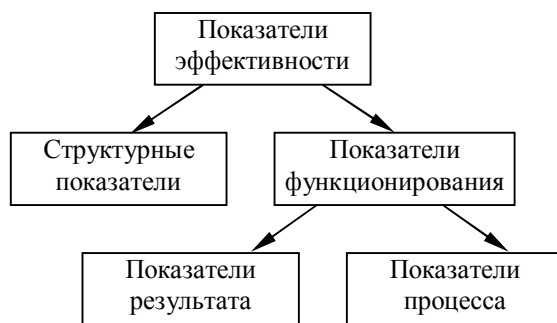 Показатели
эффективности
Структурные
показатели
Показатели
функционирования
Показатели
результата
Показатели
процесса